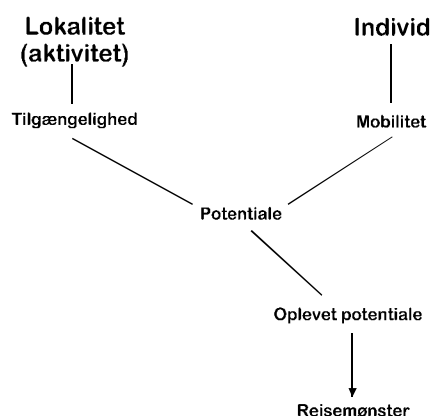 Lokalitet
(aktivitet)
Individ
Tilgængelighed
Mobilitet
Potentiale
Oplevet potentiale
Reisemønster